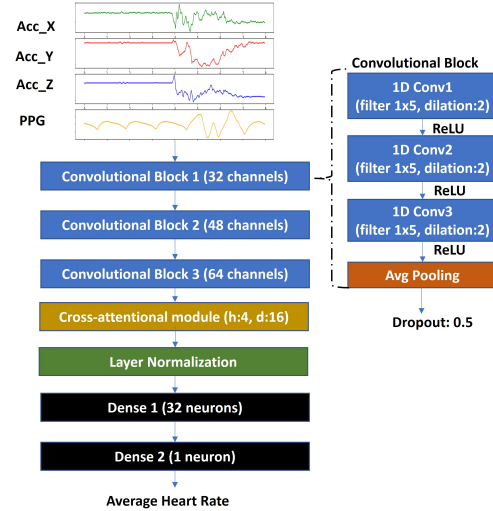 Acc_X
Acc_Y
Acc_Z
PPG
Convolutional Block 1 (32 channels)
Convolutional Block 2 (48 channels)
Convolutional Block 3 (64 channels)
Cross-attentional module (h:4, d:16)
Layer Normalization
Dense 1 (32 neurons)
Dense 2 (1 neuron)
Average Heart Rate
Convolutional Block
1D Conv1
(filter 1x5, dilation:2)
ReLU
1D Conv2
(filter 1x5, dilation:2)
ReLU
1D Conv3
(filter 1x5, dilation:2)
ReLU
Avg Pooling
Dropout: 0.5